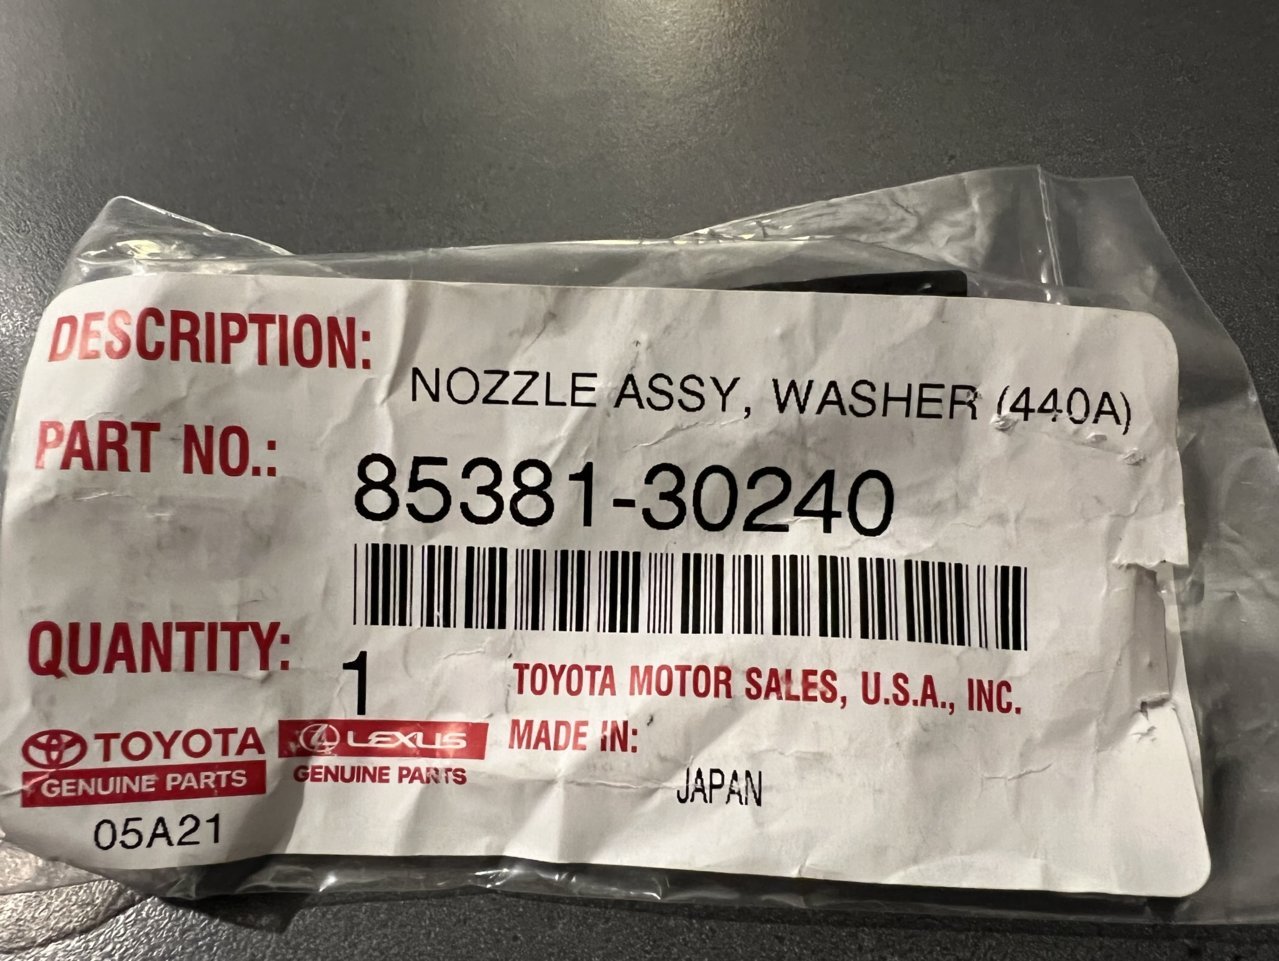 DESCRIPTION:
NOZZLE ASSY, WASHER (440A)
PART NO.:
85381-30240
QUANTITY:
1
TOYOTA MOTOR SALES, U.S.A., INC.
MADE IN:
JAPAN
TOYOTA
GENUINE PARTS
LEXUS
GENUINE PARTS
05A21